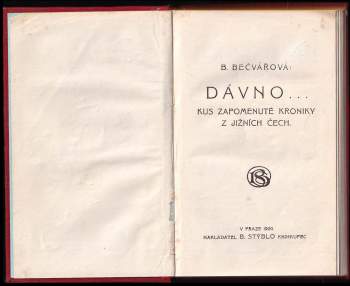 B. BEČVÁŘOVÁ:
DÁVNO...
KUS ZAPOMENUTÉ KRONIKY
Z JIŽNÍCH ČECH.
V PRAZE
NAKLADATEL B. STÝBLO KNIHKUPEC